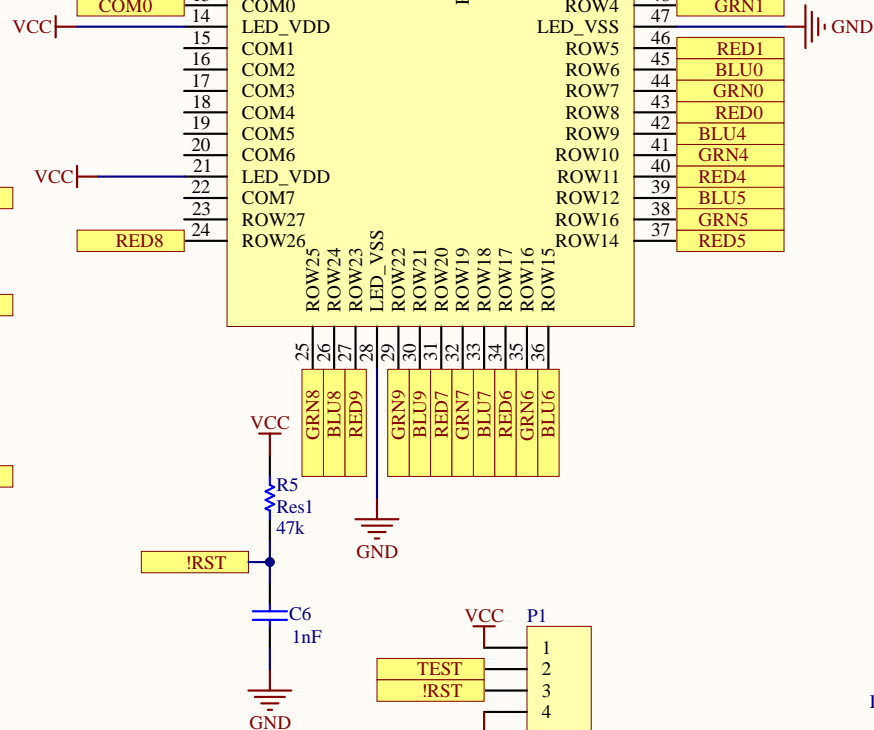 COM0
COM0
ROW4
GRN1
VCC
14
LED_VDD
LED_VSS
47
GND
15
COM1
ROW5
46
RED1
16
COM2
ROW6
45
BLU0
17
COM3
ROW7
44
GRN0
18
COM4
ROW8
43
RED0
19
COM5
ROW9
42
BLU4
20
COM6
ROW10
41
GRN4
VCC
21
LED_VDD
ROW11
40
RED4
22
COM7
ROW12
39
BLU5
23
ROW27
ROW16
38
GRN5
RED8
24
ROW26
ROW14
37
RED5
ROW25
ROW24
ROW23
LED_VSS
ROW22
ROW21
ROW20
ROW19
ROW18
ROW17
ROW16
ROW15
25
26
27
28
29
30
31
32
33
34
35
36
GRN8
BLU8
RED9
GRN9
BLU9
RED7
GRN7
BLU7
RED6
GRN6
BLU6
VCC
R5
Res1
47k
GND
!RST
C6
1nF
GND
VCC
P1
1
TEST
2
!RST
3
4